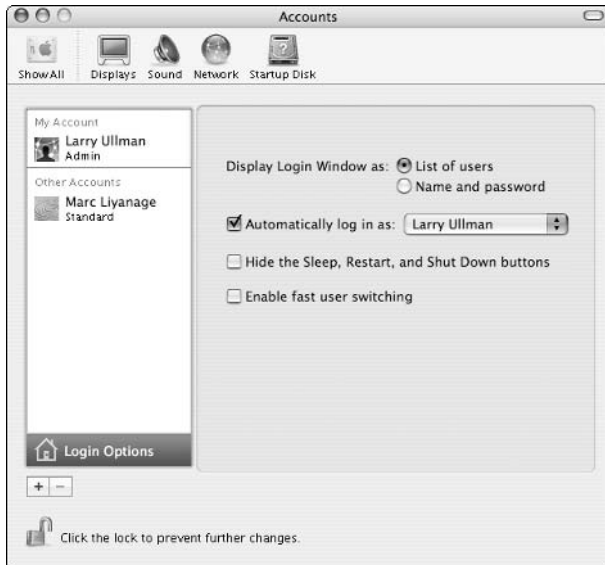 Accounts
Show All
Displays
Sound
Network
Startup Disk
My Account
Larry Ullman
Admin
Other Accounts
Marc Liyanage
Standard
Login Options
Display Login Window as:
List of users
Name and password
Automatically log in as:
Larry Ullman
Hide the Sleep, Restart, and Shut Down buttons
Enable fast user switching
+ −
Click the lock to prevent further changes.